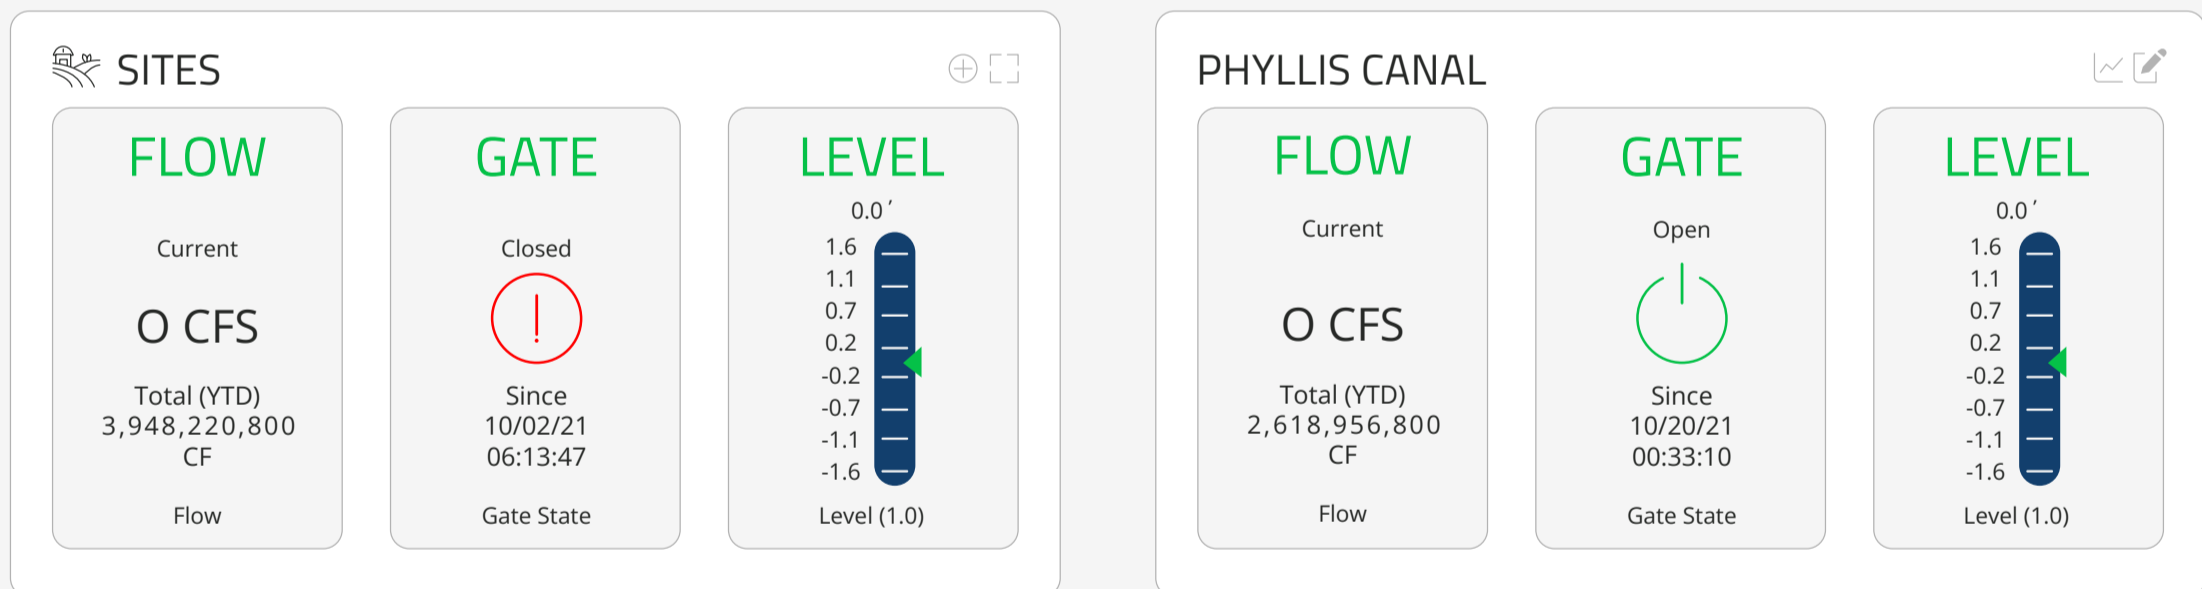 SITES
FLOW
Current
O CFS
Total (YTD)
3,948,220,800
CF
Flow
GATE
Closed
Since
10/02/21
06:13:47
Gate State
LEVEL
0.0 ′
1.6
1.1
0.7
0.2
-0.2
-0.7
-1.1
-1.6
Level (1.0)
PHYLLIS CANAL
FLOW
Current
O CFS
Total (YTD)
2,618,956,800
CF
Flow
GATE
Open
Since
10/20/21
00:33:10
Gate State
LEVEL
0.0 ′
1.6
1.1
0.7
0.2
-0.2
-0.7
-1.1
-1.6
Level (1.0)